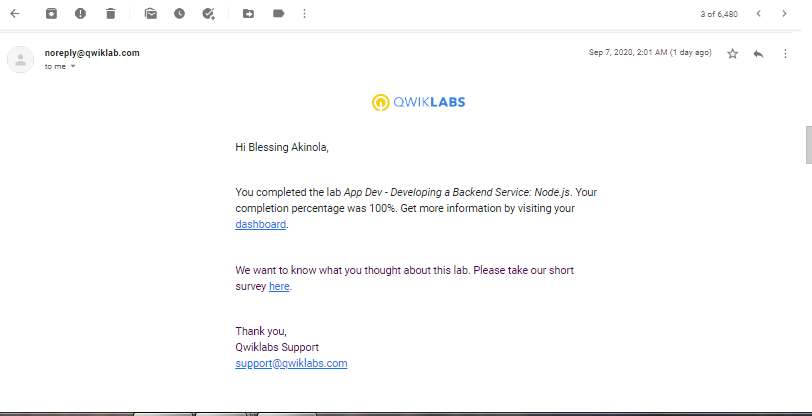 3 of 6,480
noreply@qwiklab.com
Sep 7, 2020, 2:01 AM (1 day ago)
to me
QWIKLABS
Hi Blessing Akinola,
You completed the lab App Dev - Developing a Backend Service: Node.js. Your
completion percentage was 100%. Get more information by visiting your
dashboard.
We want to know what you thought about this lab. Please take our short
survey here.
Thank you,
Qwiklabs Support
support@qwiklabs.com